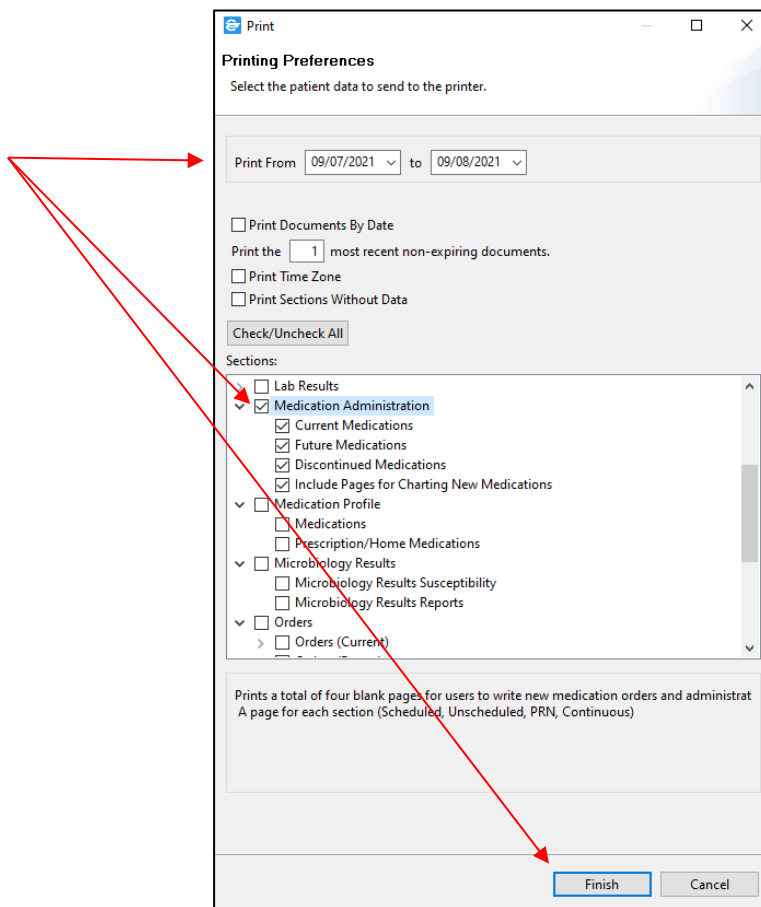 Print
Printing Preferences
Select the patient data to send to the printer.
Print From 09/07/2021 to 09/08/2021
Print Documents By Date
Print the 1 most recent non-expiring documents.
Print Time Zone
Print Sections Without Data
Check/Uncheck All
Sections:
Lab Results
Medication Administration
Current Medications
Future Medications
Discontinued Medications
Include Pages for Charting New Medications
Medication Profile
Medications
Prescription/Home Medications
Microbiology Results
Microbiology Results Susceptibility
Microbiology Results Reports
Orders
Orders (Current)
Prints a total of four blank pages for users to write new medication orders and administrat
A page for each section (Scheduled, Unscheduled, PRN, Continuous)
Finish Cancel